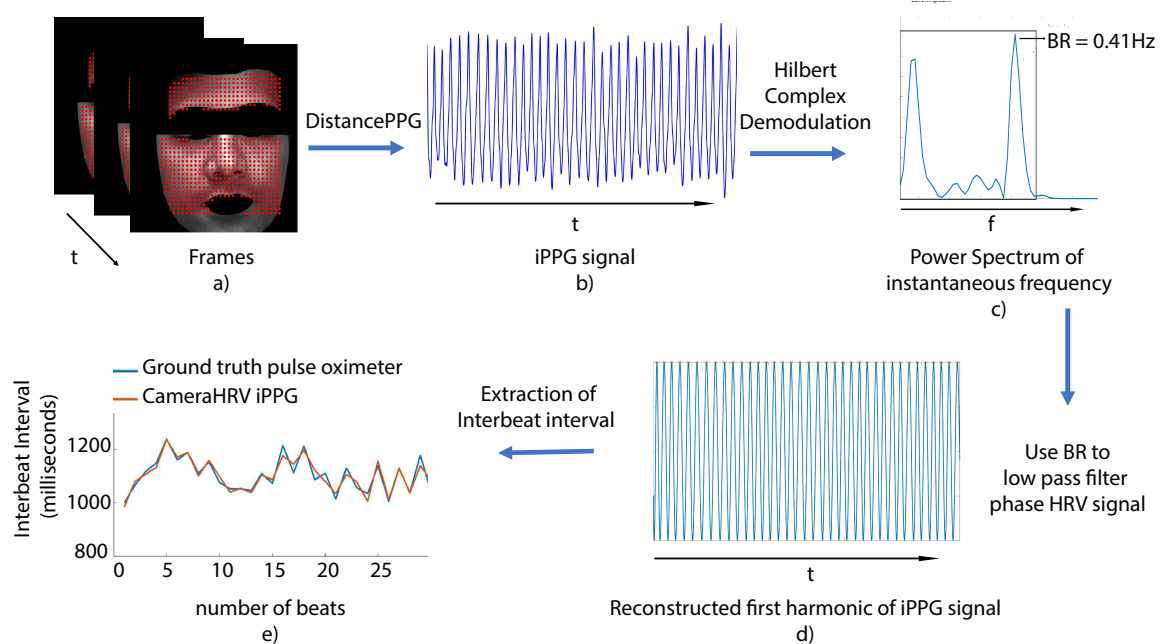 BR = 0.41Hz
DistancePPG
Hilbert
Complex
Demodulation
t
Frames
a)
t
iPPG signal
b)
f
Power Spectrum of
instantaneous frequency
c)
Use BR to
low pass filter
phase HRV signal
t
Reconstructed first harmonic of iPPG signal
d)
Extraction of
Interbeat interval
Ground truth pulse oximeter
CameraHRV iPPG
Interbeat Interval
(milliseconds)
1200
1000
800
0 5 10 15 20 25
number of beats
e)